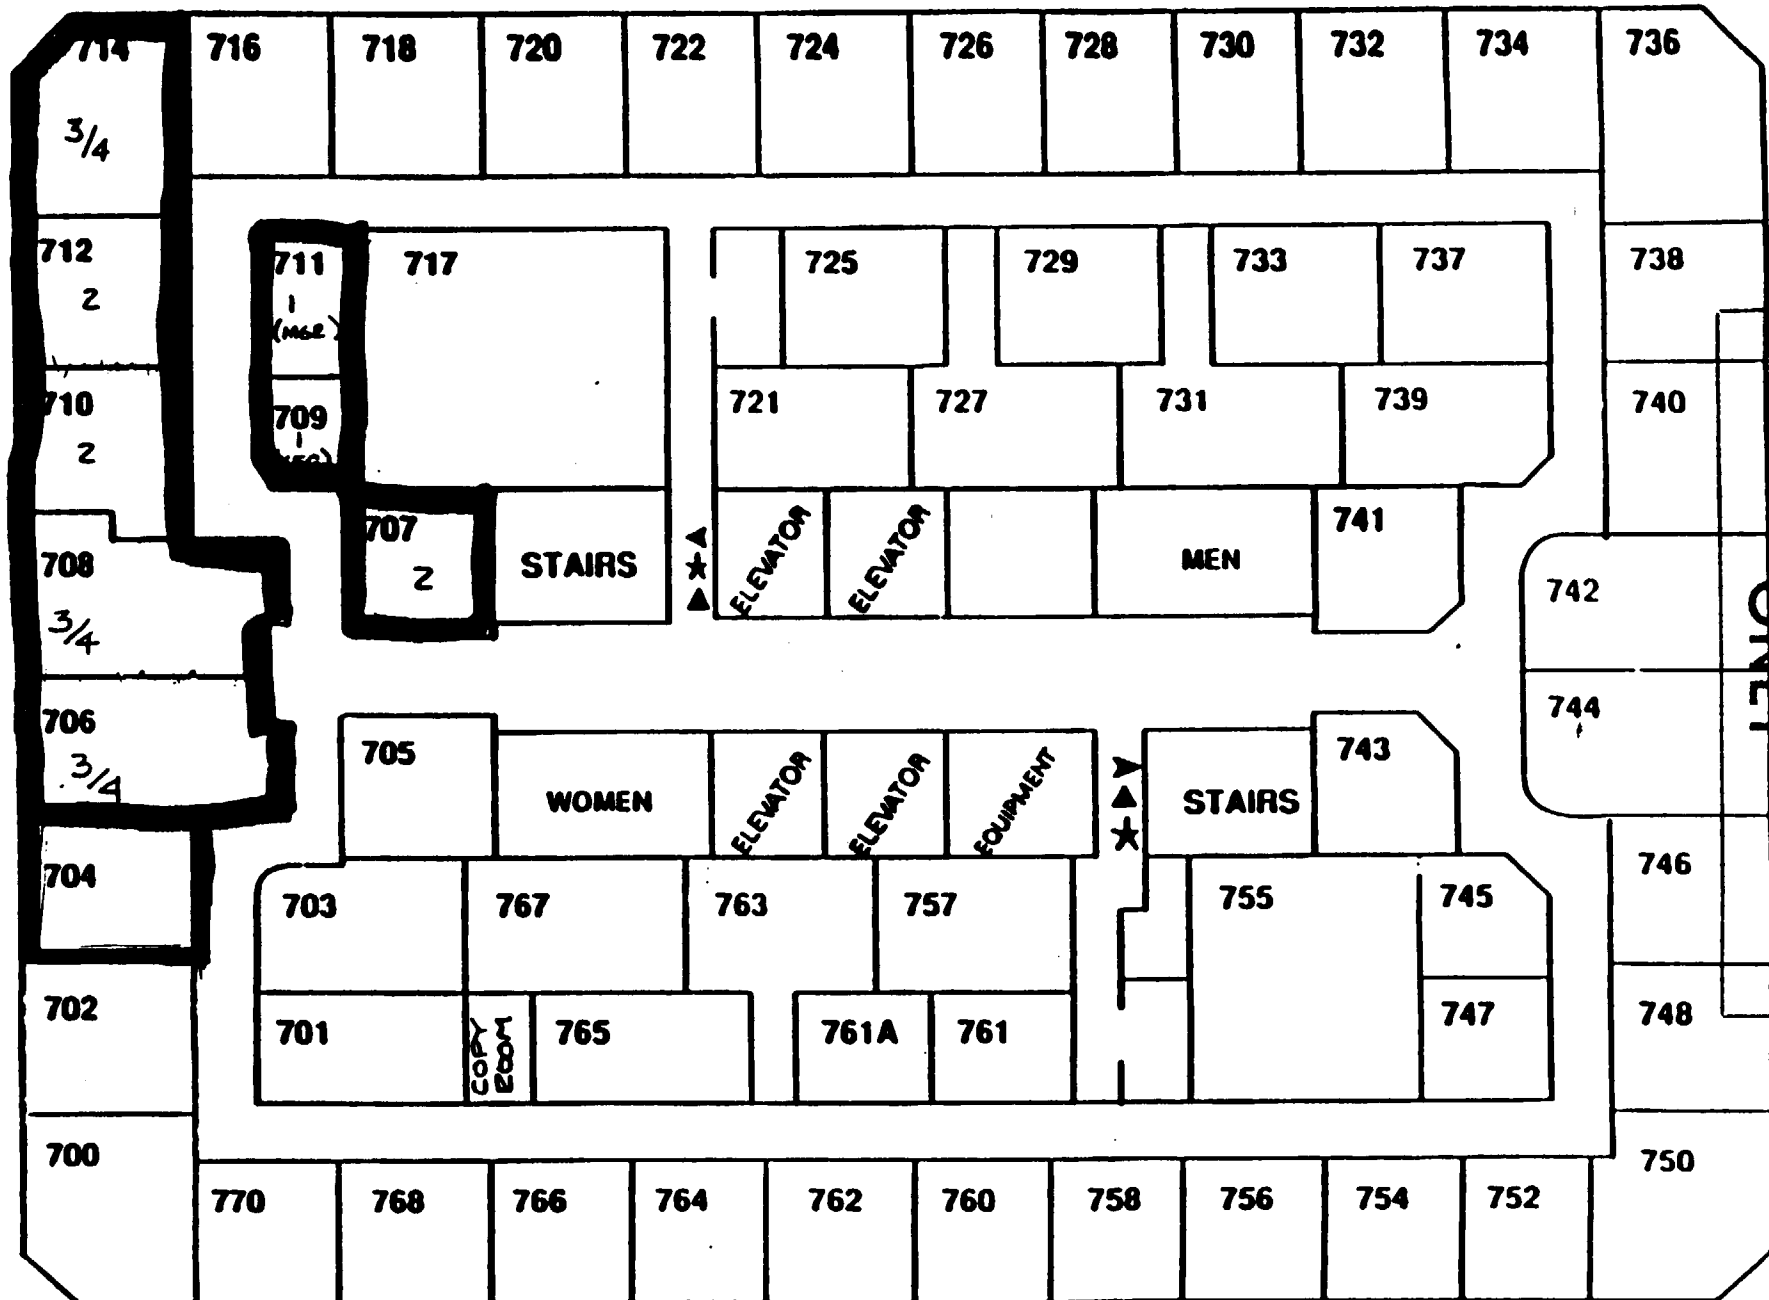 714 716 718 720 722 724 726 728 730 732 734 736
3/4
712 711 717 725 729 733 737 738
2 1
(MGR)
710 709 721 727 731 739 740
2 1
708 707 STAIRS ELEVATOR ELEVATOR MEN 741 742
3/4 2
ONLY
706 705 WOMEN ELEVATOR ELEVATOR EQUIPMENT STAIRS 743 744
3/4
704 703 767 763 757 755 745 746
702 701 COPY ROOM 765 761A 761 747 748
700 750
770 768 766 764 762 760 758 756 754 752